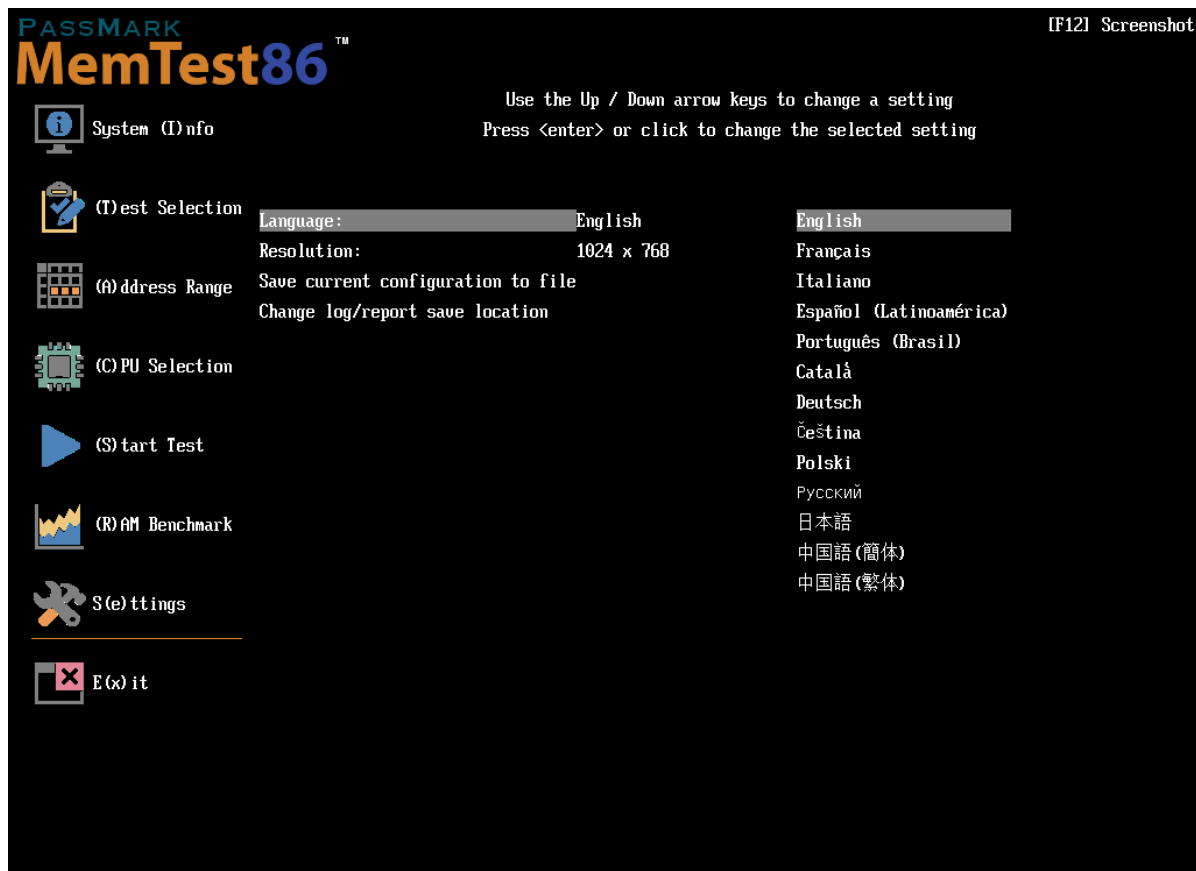 PASSMARK
MemTest86™
[F12] Screenshot
Use the Up / Down arrow keys to change a setting
Press <enter> or click to change the selected setting
System (I)nfo
(T)est Selection
(A)ddress Range
(C)PU Selection
(S)tart Test
(R)AM Benchmark
S(e)ttings
E(x)it
Language: English
Resolution: 1024 x 768
Save current configuration to file
Change log/report save location
English
Français
Italiano
Español (Latinoamérica)
Português (Brasil)
Català
Deutsch
Čeština
Polski
Русский
日本語
中国語(簡体)
中国語(繁体)